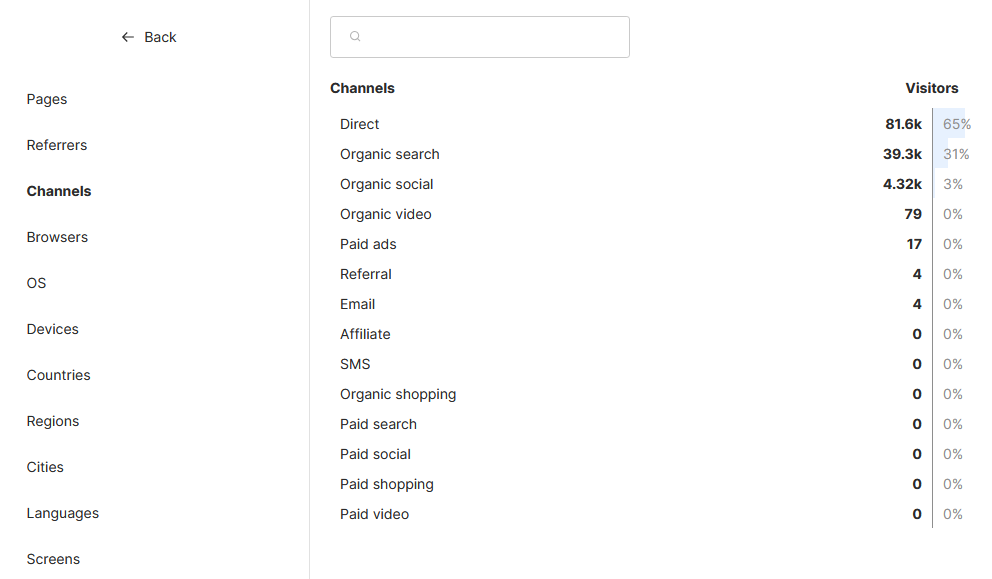 Back
Pages
Referrers
Channels
Browsers
OS
Devices
Countries
Regions
Cities
Languages
Screens
Channels Visitors
Direct 81.6k 65%
Organic search 39.3k 31%
Organic social 4.32k 3%
Organic video 79 0%
Paid ads 17 0%
Referral 4 0%
Email 4 0%
Affiliate 0 0%
SMS 0 0%
Organic shopping 0 0%
Paid search 0 0%
Paid social 0 0%
Paid shopping 0 0%
Paid video 0 0%